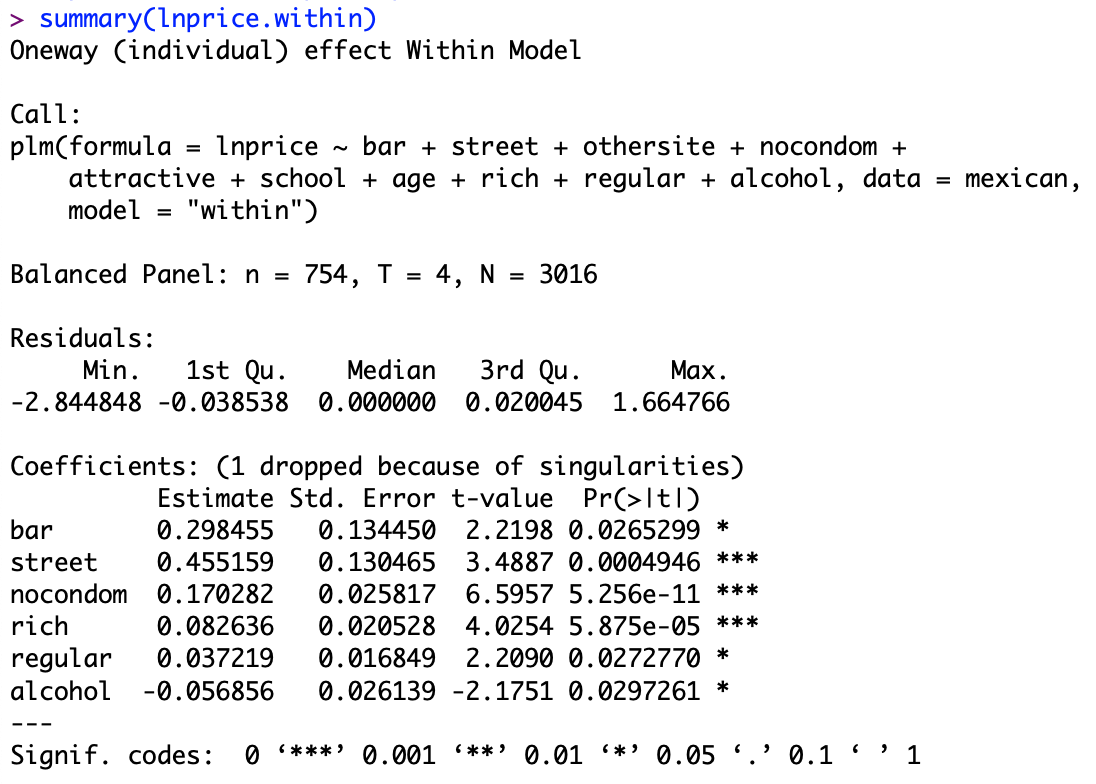 > summary(lnprice.within)
Oneway (individual) effect Within Model

Call:
plm(formula = lnprice ~ bar + street + othersite + nocondom +
    attractive + school + age + rich + regular + alcohol, data = mexican,
    model = "within")

Balanced Panel: n = 754, T = 4, N = 3016

Residuals:
     Min.   1st Qu.    Median   3rd Qu.      Max.
-2.844848 -0.038538  0.000000  0.020045  1.664766

Coefficients: (1 dropped because of singularities)
          Estimate Std. Error t-value  Pr(>|t|)
bar       0.298455   0.134450  2.2198 0.0265299 *
street    0.455159   0.130465  3.4887 0.0004946 ***
nocondom  0.170282   0.025817  6.5957 5.256e-11 ***
rich      0.082636   0.020528  4.0254 5.875e-05 ***
regular   0.037219   0.016849  2.2090 0.0272770 *
alcohol  -0.056856   0.026139 -2.1751 0.0297261 *
---
Signif. codes:  0 ‘***’ 0.001 ‘**’ 0.01 ‘*’ 0.05 ‘.’ 0.1 ‘ ’ 1